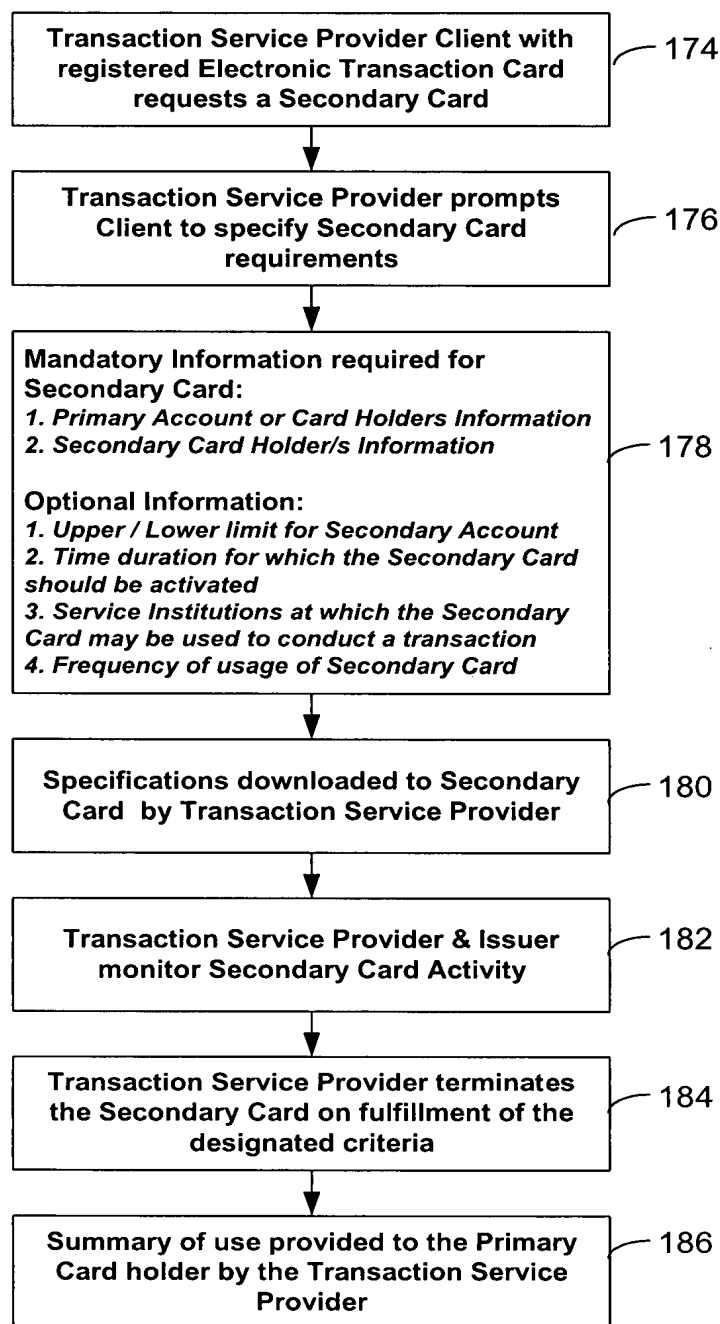 Transaction Service Provider Client with
registered Electronic Transaction Card
requests a Secondary Card
174
Transaction Service Provider prompts
Client to specify Secondary Card
requirements
176
Mandatory Information required for
Secondary Card:
1. Primary Account or Card Holders Information
2. Secondary Card Holder/s Information
Optional Information:
1. Upper / Lower limit for Secondary Account
2. Time duration for which the Secondary Card
should be activated
3. Service Institutions at which the Secondary
Card may be used to conduct a transaction
4. Frequency of usage of Secondary Card
178
Specifications downloaded to Secondary
Card by Transaction Service Provider
180
Transaction Service Provider & Issuer
monitor Secondary Card Activity
182
Transaction Service Provider terminates
the Secondary Card on fulfillment of the
designated criteria
184
Summary of use provided to the Primary
Card holder by the Transaction Service
Provider
186